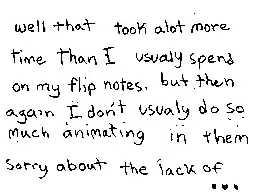 well that took alot more
time Than I usualy spend
on my flip notes, but then
again I don't usualy do so
much animating in them
sorry about the lack of
...